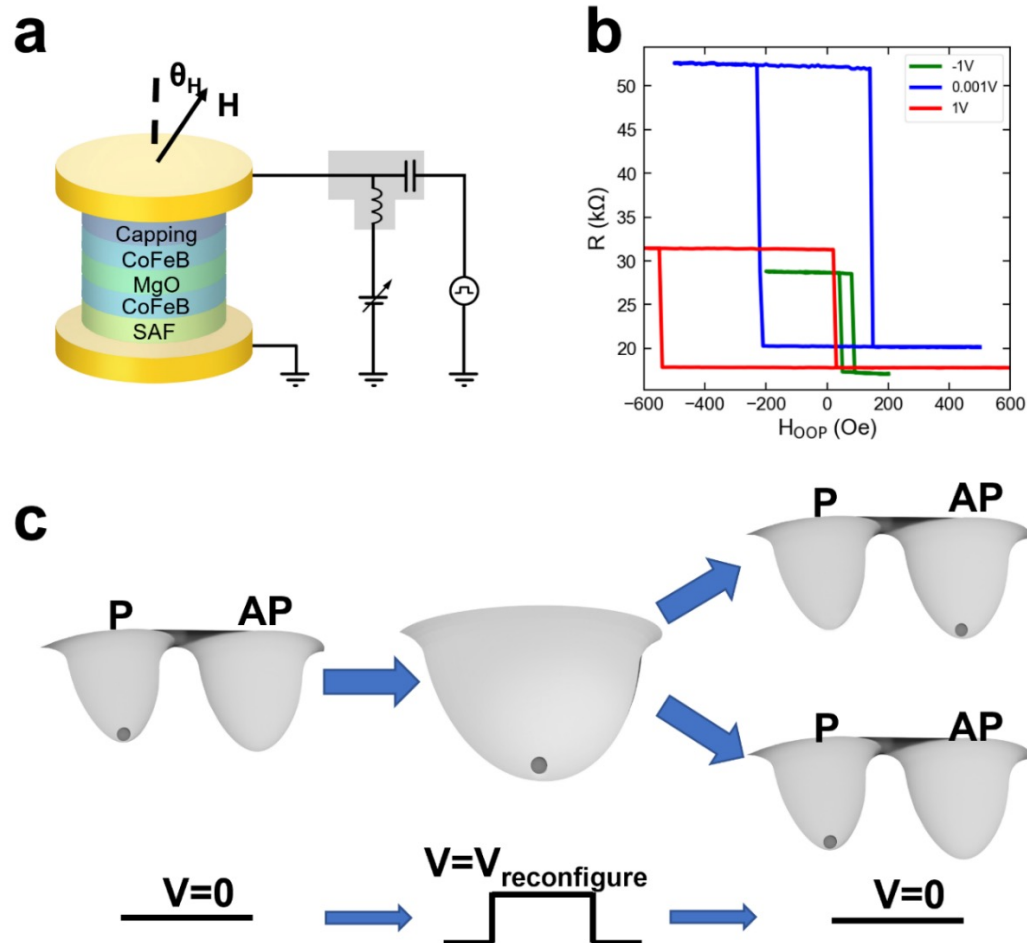 a
θH
H
Capping
CoFeB
MgO
CoFeB
SAF
b
-1V
0.001V
1V
R (kΩ)
50
45
40
35
30
25
20
−600 −400 −200 0 200 400 600
HOOP (Oe)
c
P AP
P AP
P AP
V=0
V=Vreconfigure
V=0